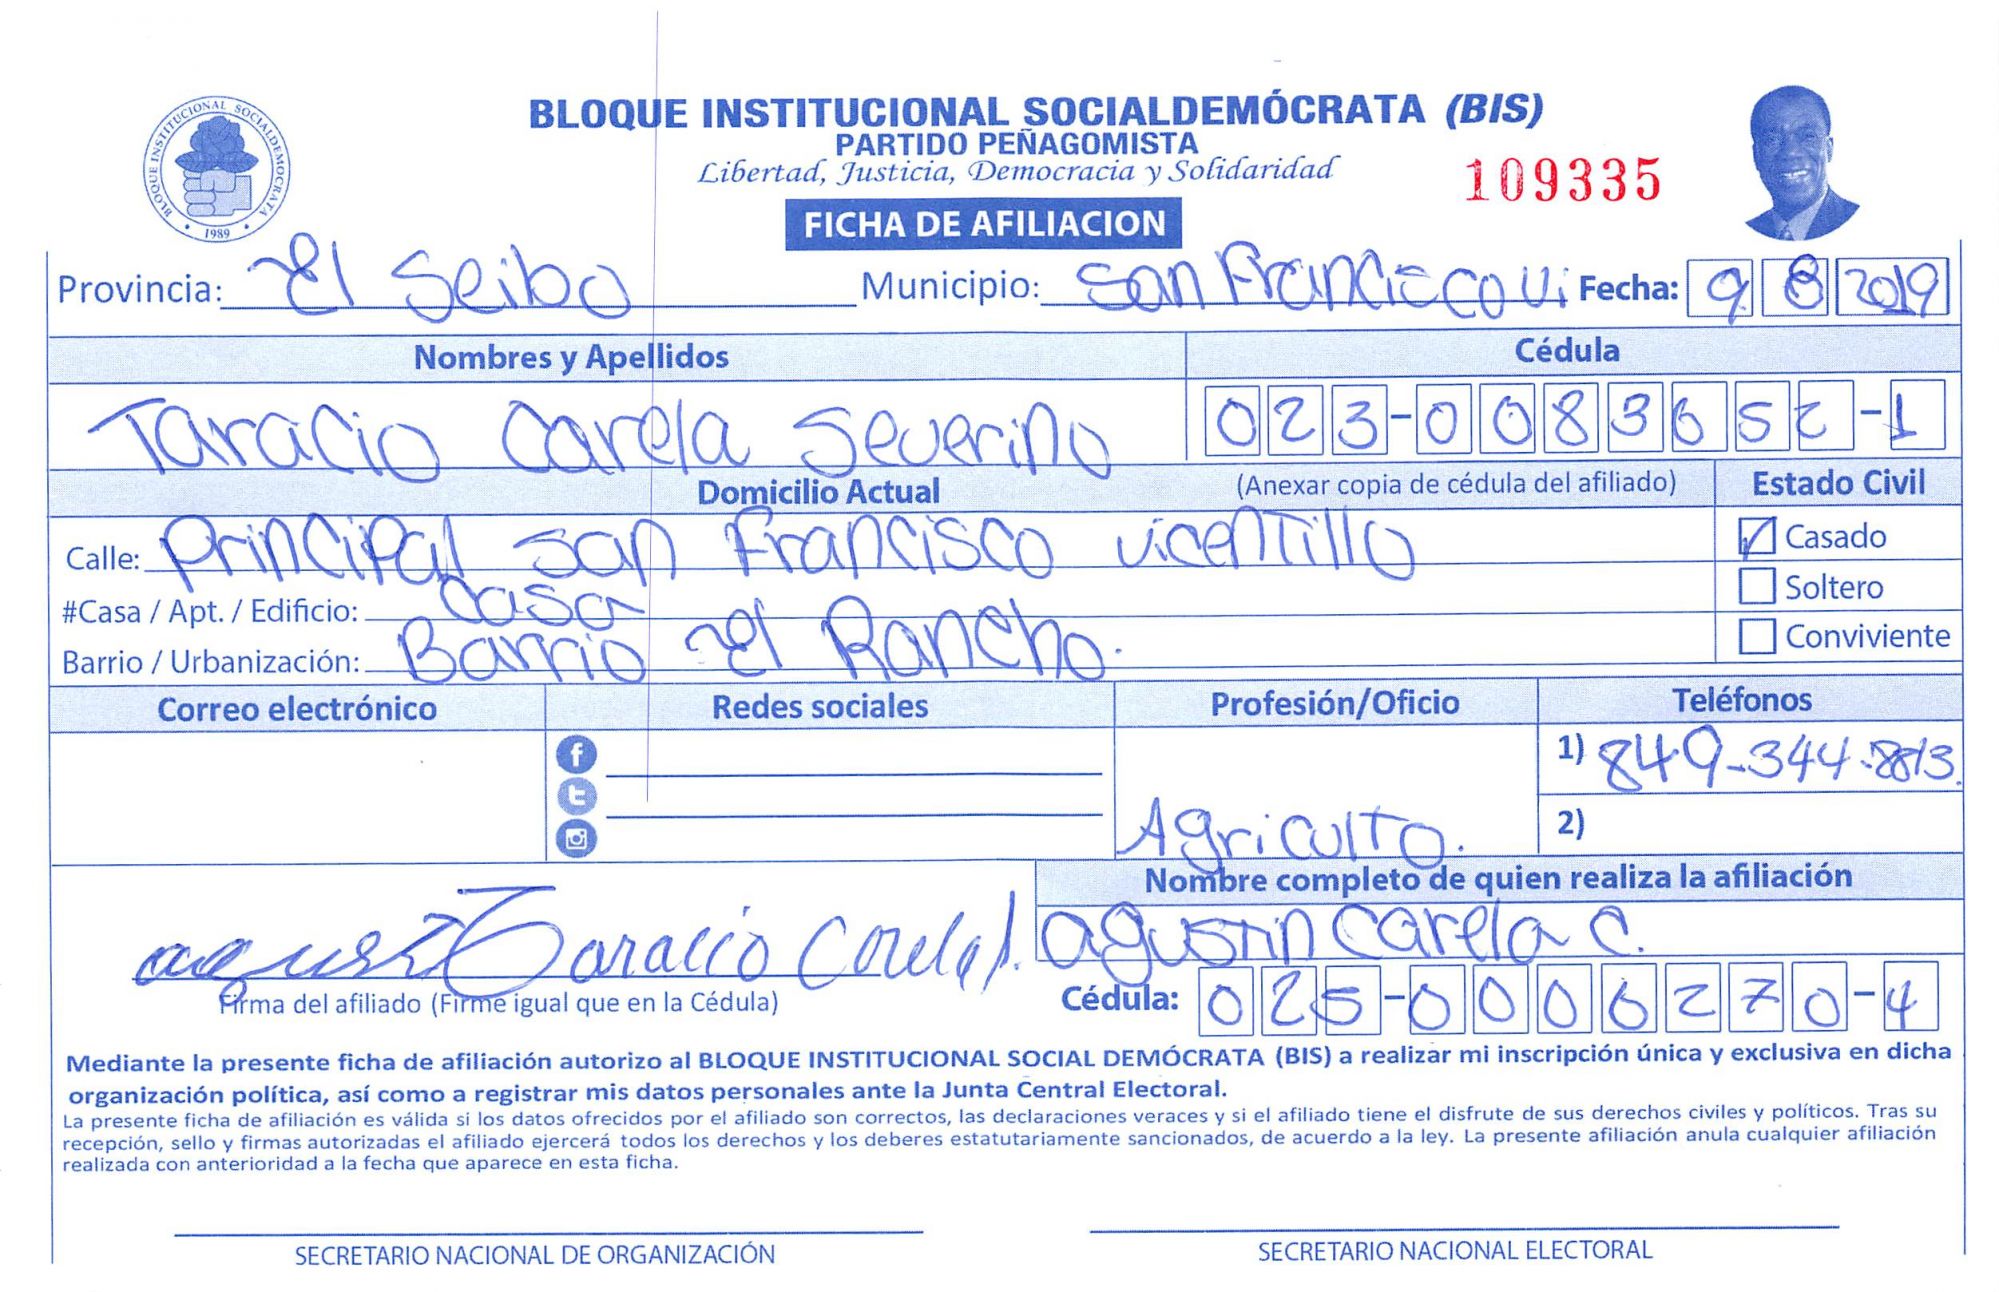 BLOQUE INSTITUCIONAL SOCIALDEMOCRATA
1989
BLOQUE INSTITUCIONAL SOCIALDEMÓCRATA (BIS)
PARTIDO PEÑAGOMISTA
Libertad, Justicia, Democracia y Solidaridad
109335
FICHA DE AFILIACION
Provincia: El Seibo Municipio: San Francisco Vi Fecha: 9 8 2019
Nombres y Apellidos Cédula
Taracio Carela Severino 023-0083652-1
Domicilio Actual (Anexar copia de cédula del afiliado) Estado Civil
Calle: Principal San Francisco Vicentillo Casado
#Casa / Apt. / Edificio: Casa Soltero
Barrio / Urbanización: Barrio El Rancho. Conviviente
Correo electrónico Redes sociales Profesión/Oficio Teléfonos
1) 849-344-8813.
Agriculto. 2)
Nombre completo de quien realiza la afiliación
Taracio Carela S. Agustin Carela C.
Firma del afiliado (Firme igual que en la Cédula) Cédula: 025-0006270-4
Mediante la presente ficha de afiliación autorizo al BLOQUE INSTITUCIONAL SOCIAL DEMÓCRATA (BIS) a realizar mi inscripción única y exclusiva en dicha
organización política, así como a registrar mis datos personales ante la Junta Central Electoral.
La presente ficha de afiliación es válida si los datos ofrecidos por el afiliado son correctos, las declaraciones veraces y si el afiliado tiene el disfrute de sus derechos civiles y políticos. Tras su
recepción, sello y firmas autorizadas el afiliado ejercerá todos los derechos y los deberes estatutariamente sancionados, de acuerdo a la ley. La presente afiliación anula cualquier afiliación
realizada con anterioridad a la fecha que aparece en esta ficha.
SECRETARIO NACIONAL DE ORGANIZACIÓN SECRETARIO NACIONAL ELECTORAL